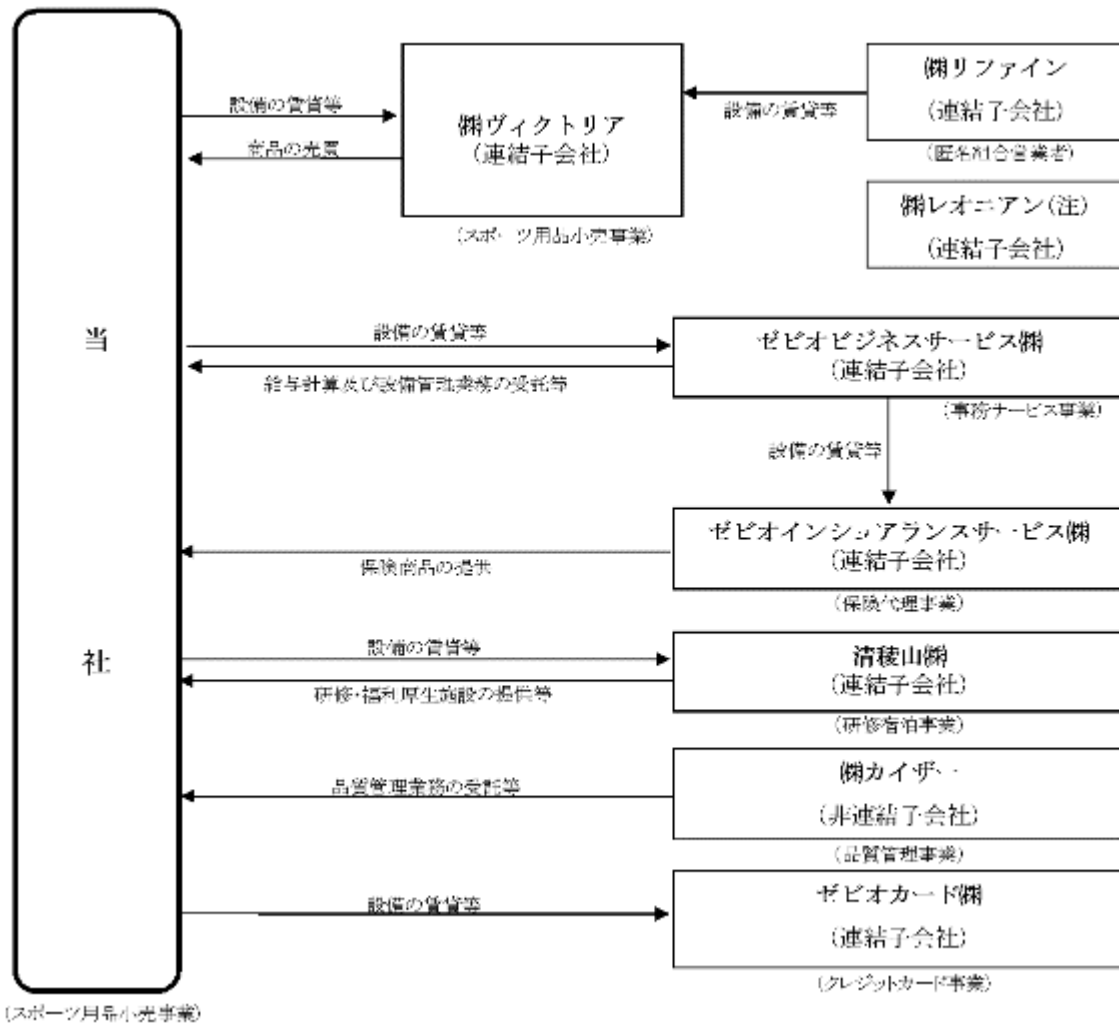 当
社
(スポーツ用品小売事業)
設備の賃貸等
商品の売買
㈱ヴィクトリア
(連結子会社)
(スポーツ用品小売事業)
設備の賃貸等
㈱リファイン
(連結子会社)
(匿名組合営業者)
㈱レオニアン(注)
(連結子会社)
設備の賃貸等
給与計算及び設備管理業務の受託等
ゼビオビジネスサービス㈱
(連結子会社)
(事務サービス事業)
設備の賃貸等
保険商品の提供
ゼビオインシュアランスサービス㈱
(連結子会社)
(保険代理事業)
設備の賃貸等
研修・福利厚生施設の提供等
清稜山㈱
(連結子会社)
(研修宿泊事業)
品質管理業務の受託等
㈱カイザー
(非連結子会社)
(品質管理事業)
設備の賃貸等
ゼビオカード㈱
(連結子会社)
(クレジットカード事業)